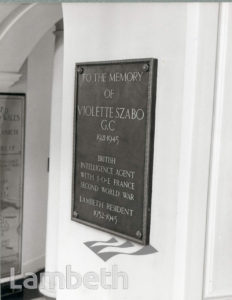 TO THE MEMORY
OF
VIOLETTE SZABO
G.C
1921-1945
BRITISH
INTELLIGENCE AGENT
WITH S·O·E FRANCE
SECOND WORLD WAR
LAMBETH RESIDENT
1932-1945
Lambeth